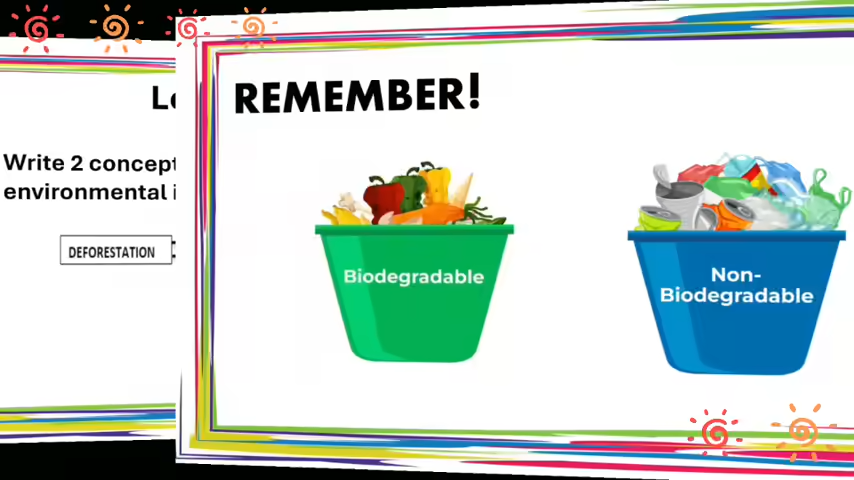 Write 2 concept
environmental
DEFORESTATION
REMEMBER!
Biodegradable
Non-
Biodegradable